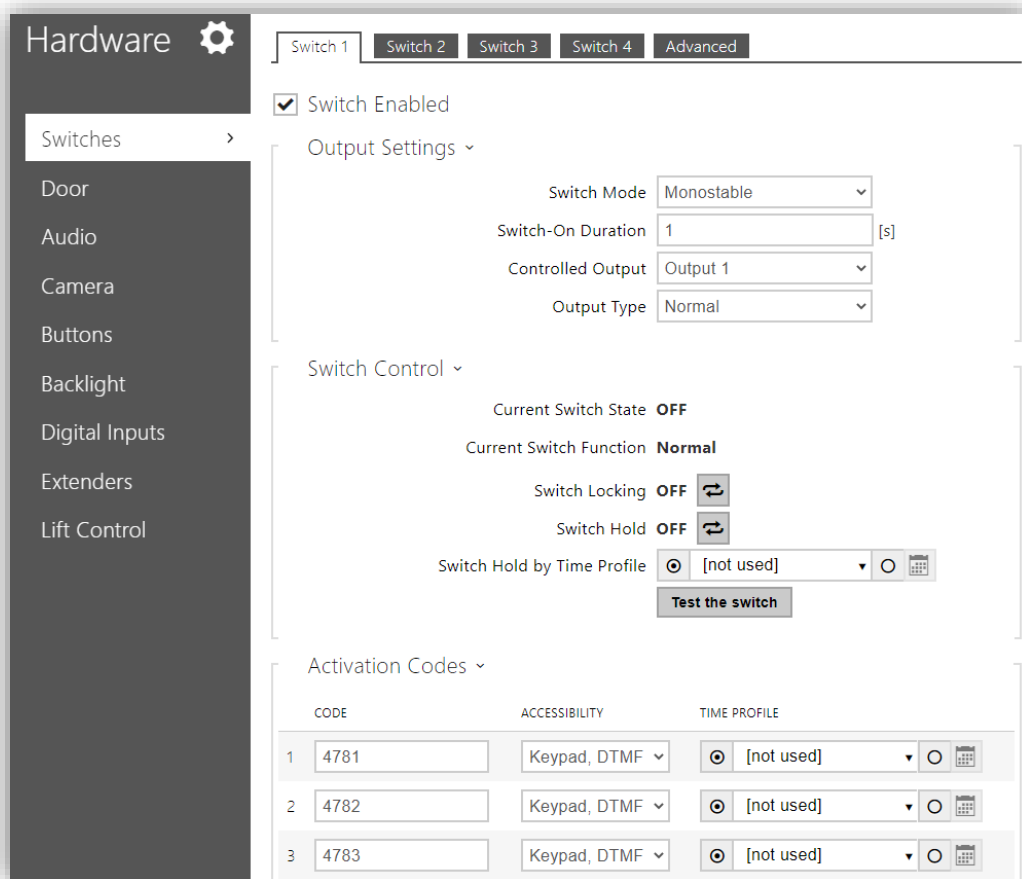 Hardware
Switch 1 Switch 2 Switch 3 Switch 4 Advanced
Switches
Door
Audio
Camera
Buttons
Backlight
Digital Inputs
Extenders
Lift Control
Switch Enabled
Output Settings
Switch Mode Monostable
Switch-On Duration 1 [s]
Controlled Output Output 1
Output Type Normal
Switch Control
Current Switch State OFF
Current Switch Function Normal
Switch Locking OFF
Switch Hold OFF
Switch Hold by Time Profile [not used]
Test the switch
Activation Codes
CODE ACCESSIBILITY TIME PROFILE
1 4781 Keypad, DTMF [not used]
2 4782 Keypad, DTMF [not used]
3 4783 Keypad, DTMF [not used]